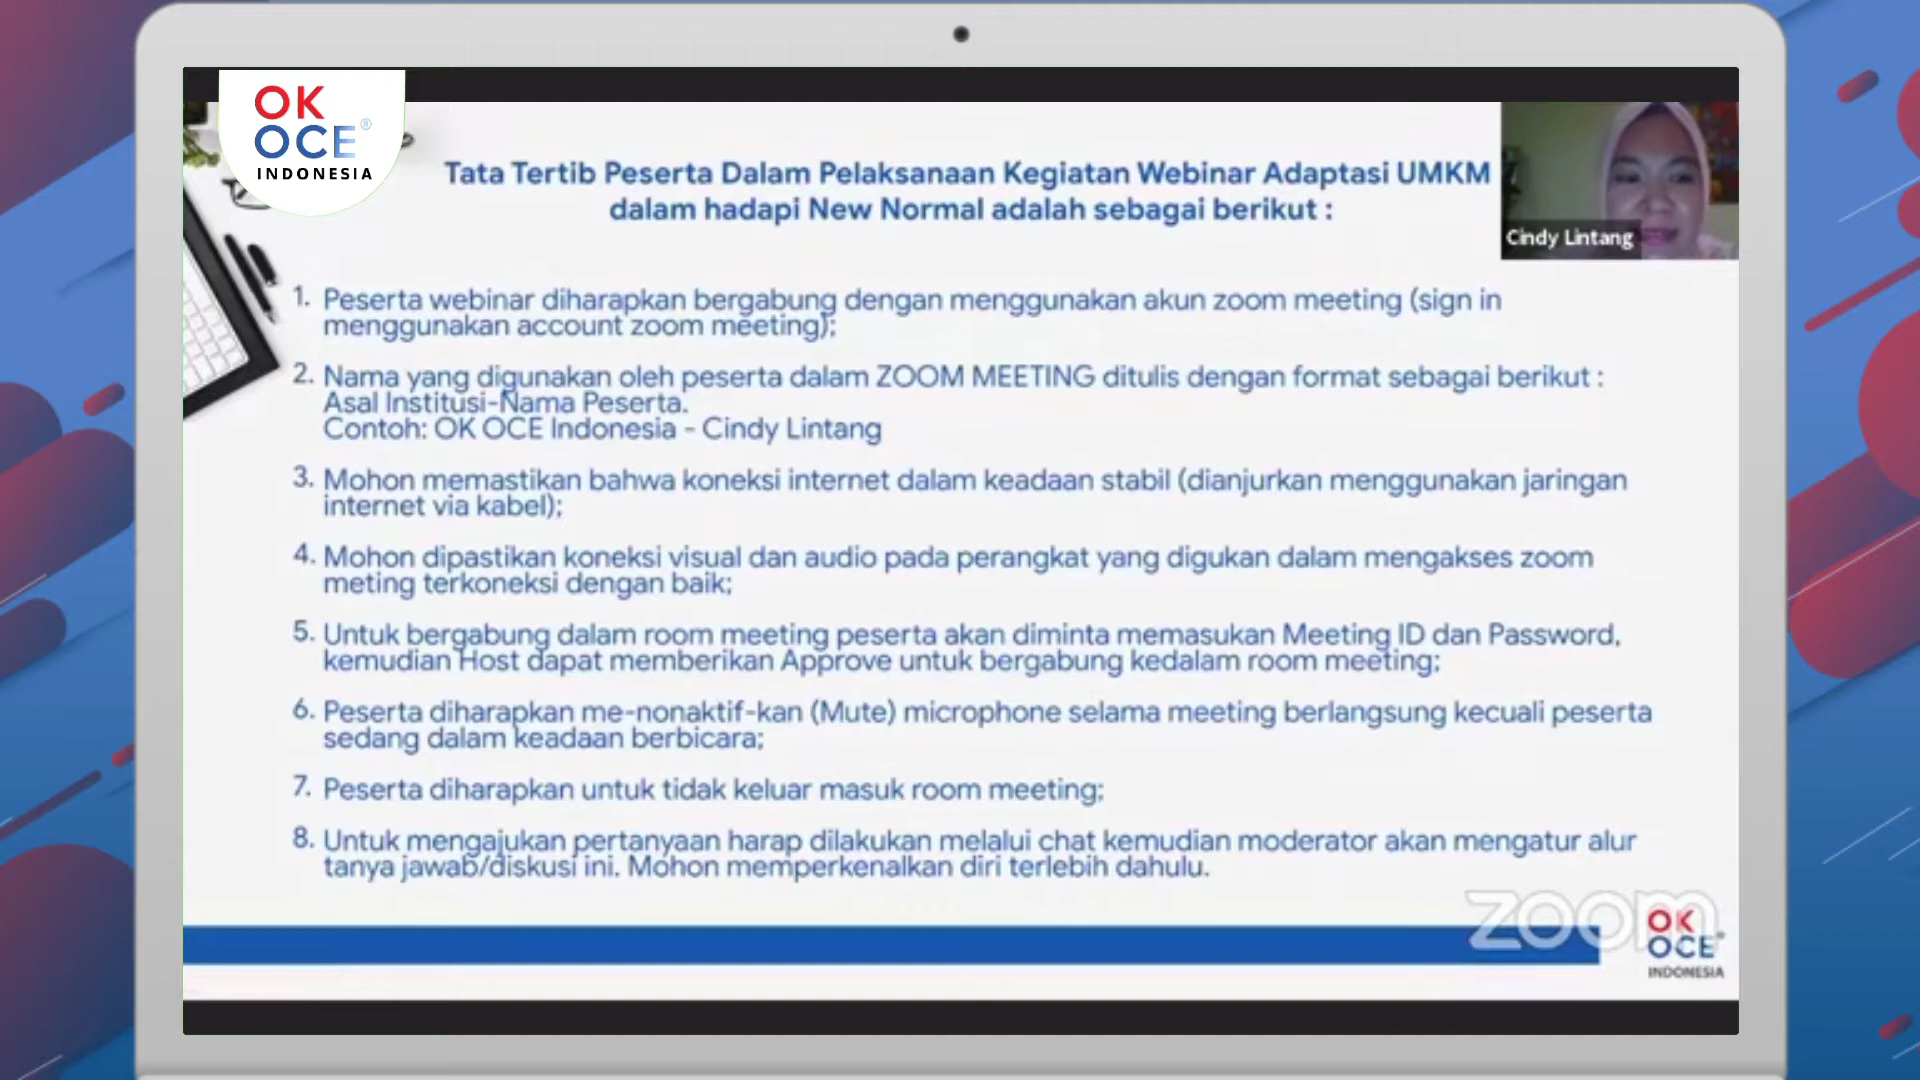 OK
OCE®
INDONESIA
Tata Tertib Peserta Dalam Pelaksanaan Kegiatan Webinar Adaptasi UMKM
dalam hadapi New Normal adalah sebagai berikut :
Cindy Lintang
1. Peserta webinar diharapkan bergabung dengan menggunakan akun zoom meeting (sign in
menggunakan account zoom meeting);
2. Nama yang digunakan oleh peserta dalam ZOOM MEETING ditulis dengan format sebagai berikut :
Asal Institusi-Nama Peserta.
Contoh: OK OCE Indonesia - Cindy Lintang
3. Mohon memastikan bahwa koneksi internet dalam keadaan stabil (dianjurkan menggunakan jaringan
internet via kabel);
4. Mohon dipastikan koneksi visual dan audio pada perangkat yang digukan dalam mengakses zoom
meting terkoneksi dengan baik;
5. Untuk bergabung dalam room meeting peserta akan diminta memasukan Meeting ID dan Password,
kemudian Host dapat memberikan Approve untuk bergabung kedalam room meeting;
6. Peserta diharapkan me-nonaktif-kan (Mute) microphone selama meeting berlangsung kecuali peserta
sedang dalam keadaan berbicara;
7. Peserta diharapkan untuk tidak keluar masuk room meeting;
8. Untuk mengajukan pertanyaan harap dilakukan melalui chat kemudian moderator akan mengatur alur
tanya jawab/diskusi ini. Mohon memperkenalkan diri terlebih dahulu.
zoom
OK
OCE
INDONESIA